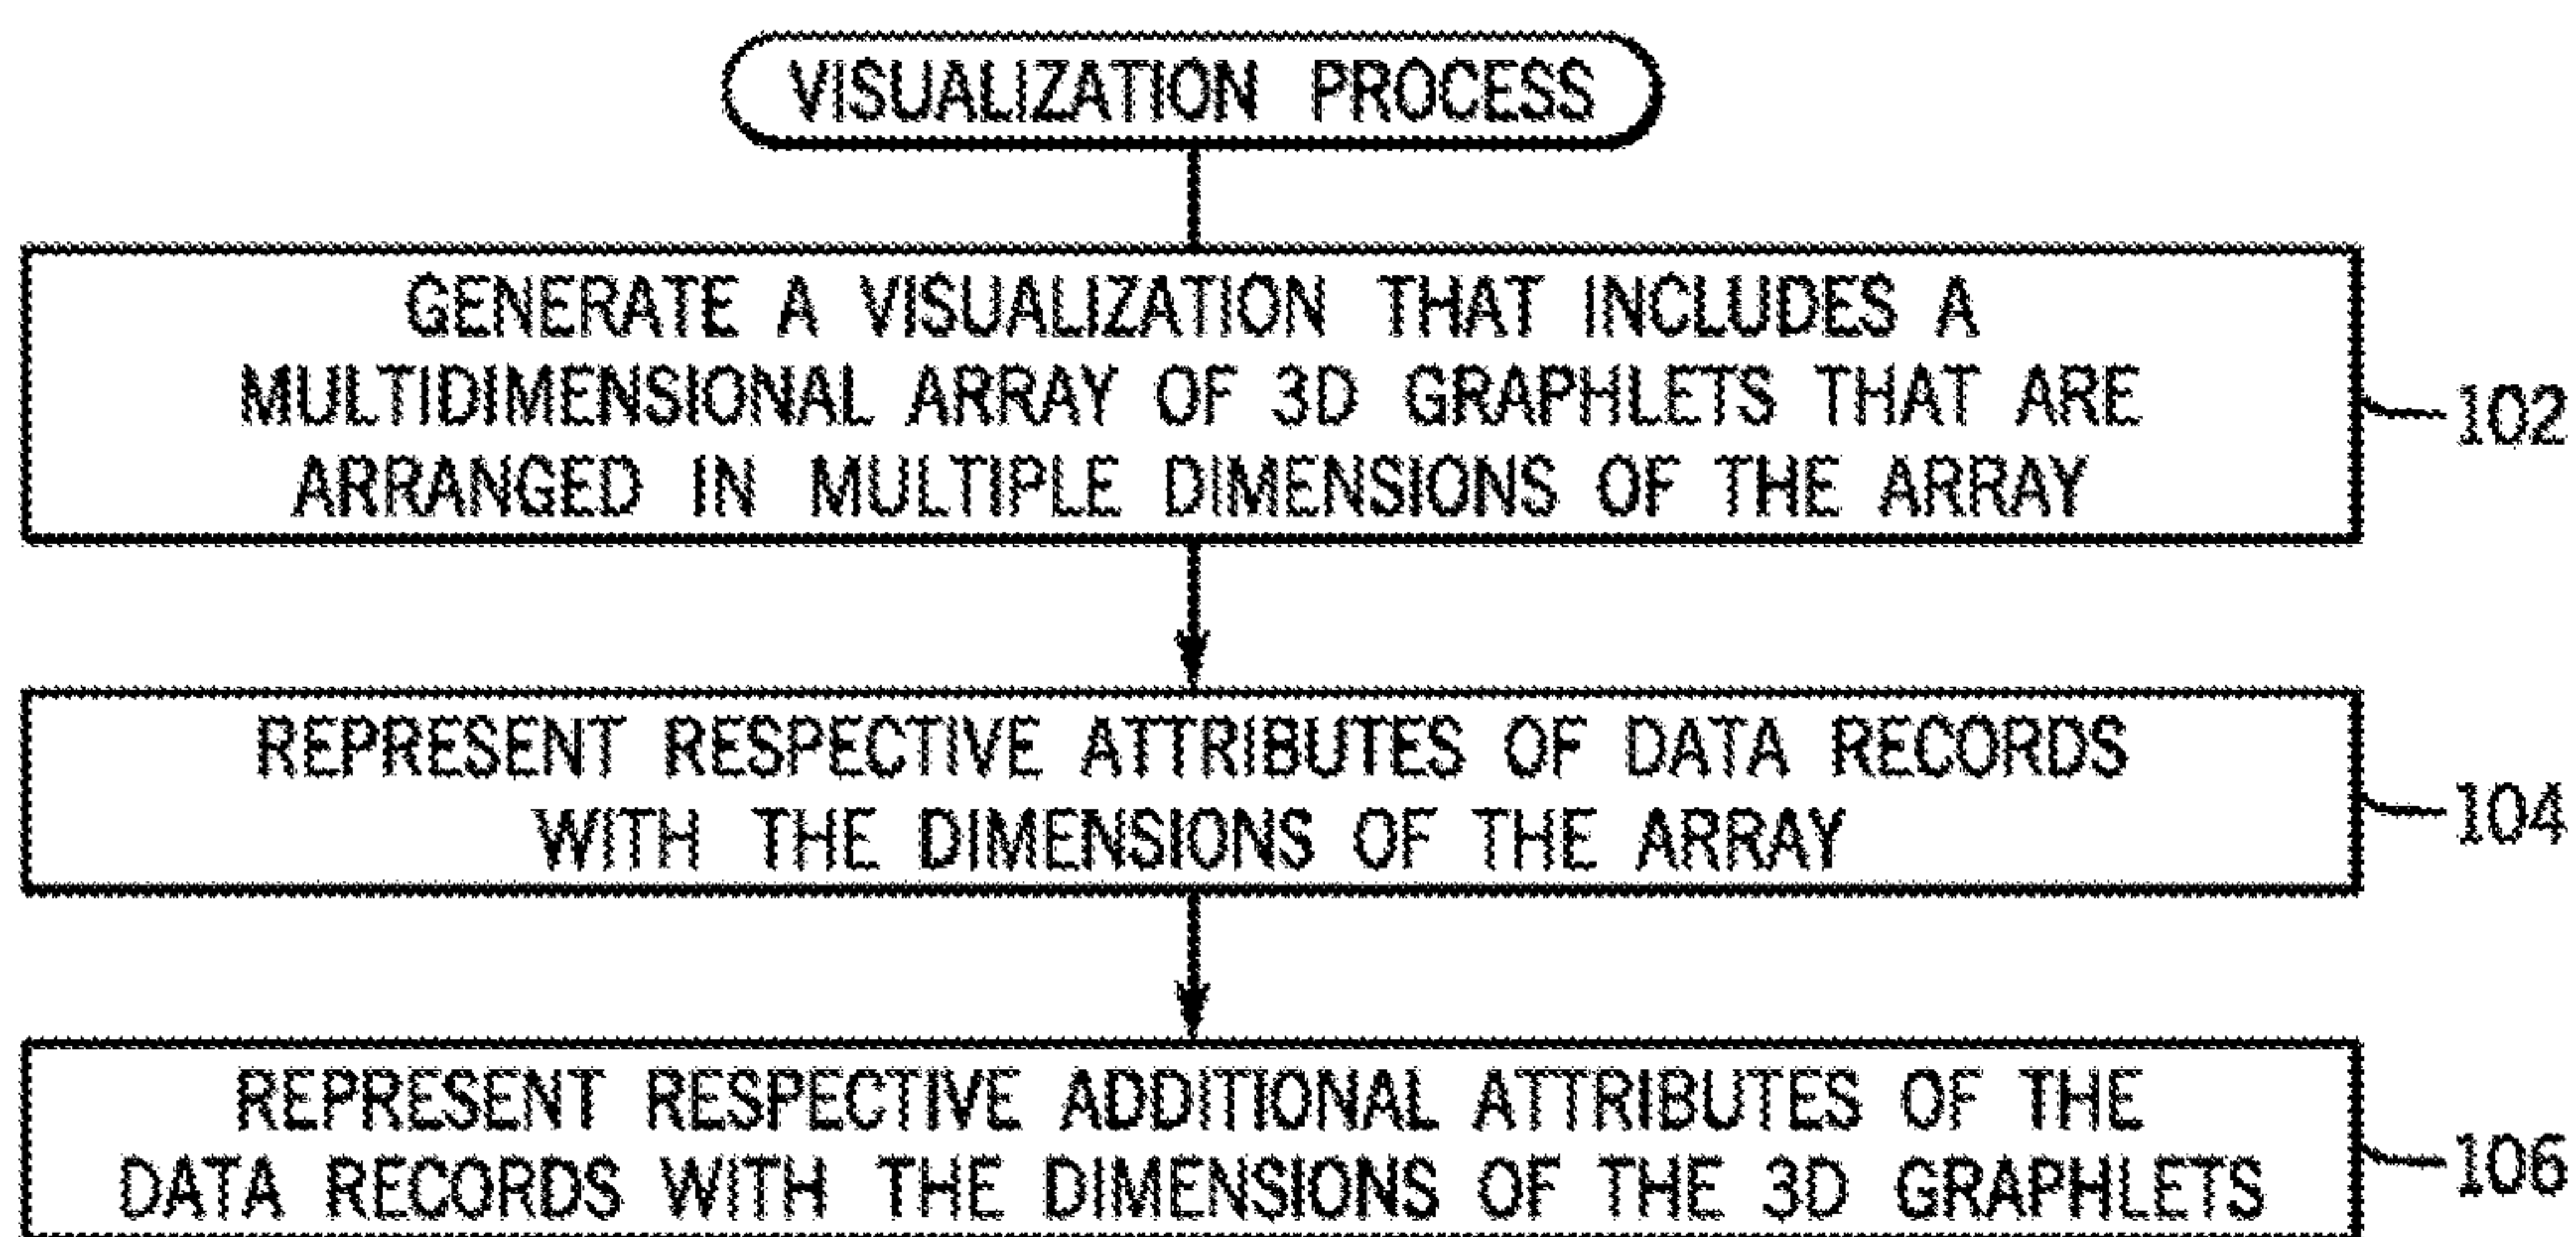 VISUALIZATION PROCESS
GENERATE A VISUALIZATION THAT INCLUDES A
MULTIDIMENSIONAL ARRAY OF 3D GRAPHLETS THAT ARE
ARRANGED IN MULTIPLE DIMENSIONS OF THE ARRAY
102
REPRESENT RESPECTIVE ATTRIBUTES OF DATA RECORDS
WITH THE DIMENSIONS OF THE ARRAY
104
REPRESENT RESPECTIVE ADDITIONAL ATTRIBUTES OF THE
DATA RECORDS WITH THE DIMENSIONS OF THE 3D GRAPHLETS
106